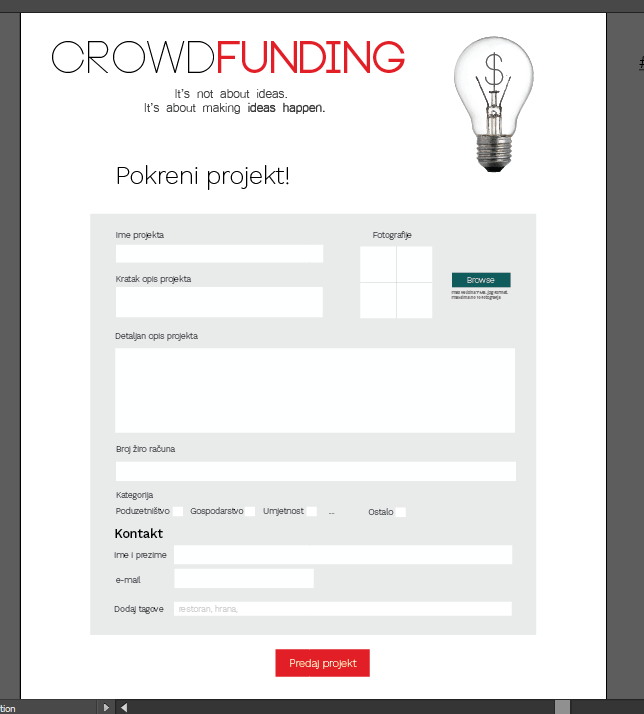 CROWDFUNDING
It's not about ideas.
It's about making ideas happen.
$
Pokreni projekt!
Ime projekta
Fotografije
Kratak opis projekta
Browse
Detaljan opis projekta
Broj žiro računa
Kategorija
Poduzetništvo Gospodarstvo Umjetnost ... Ostalo
Kontakt
Ime i prezime
e-mail
Dodaj tagove restoran, hrana,
Predaj projekt
tion